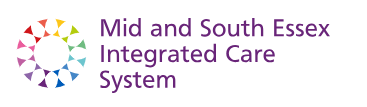 Mid and South Essex
Integrated Care
System